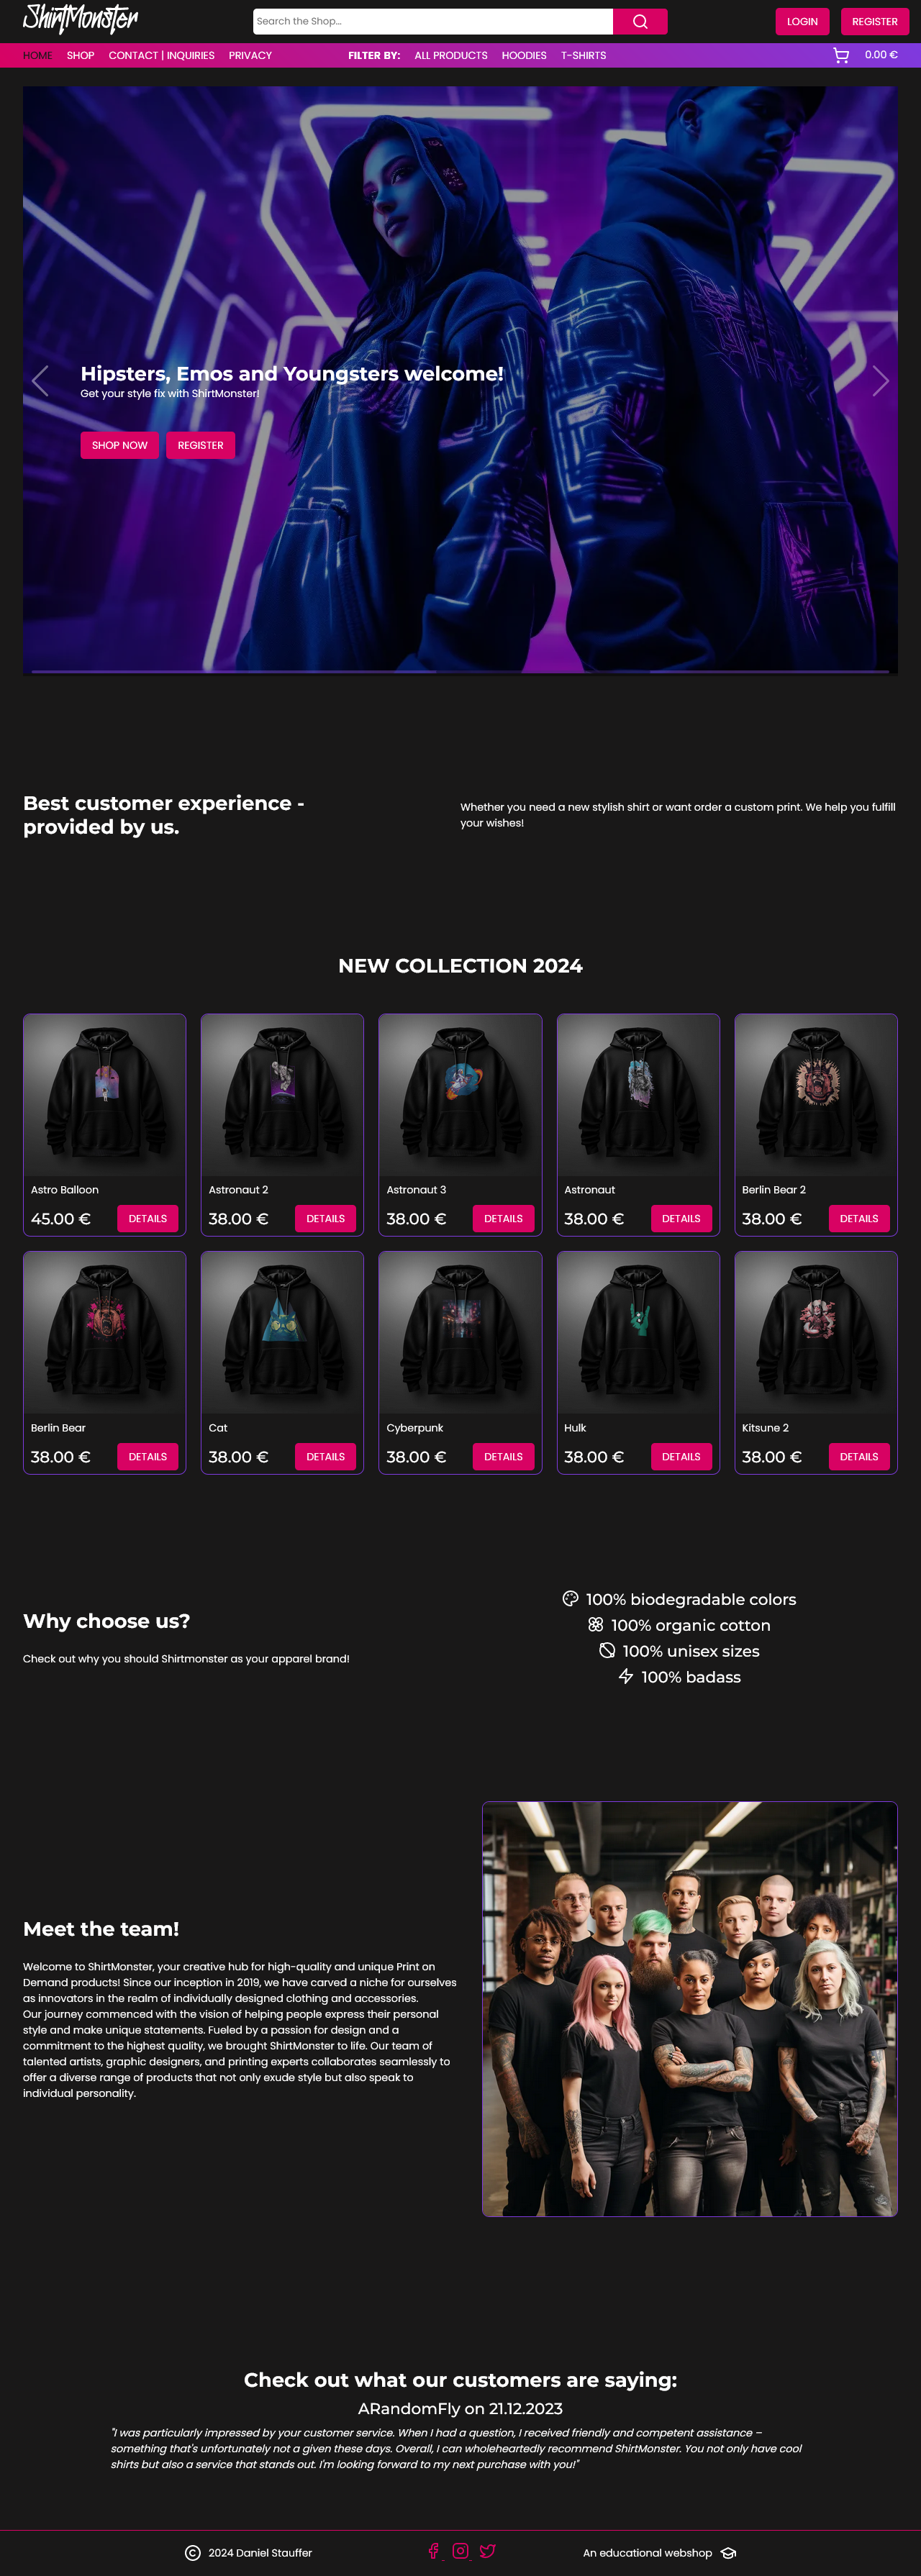 ShirtMonster
Search the Shop...
LOGIN
REGISTER
HOME
SHOP
CONTACT | INQUIRIES
PRIVACY
FILTER BY:
ALL PRODUCTS
HOODIES
T-SHIRTS
0.00 €
Hipsters, Emos and Youngsters welcome!
Get your style fix with ShirtMonster!
SHOP NOW
REGISTER
Best customer experience -
provided by us.
Whether you need a new stylish shirt or want order a custom print. We help you fulfill
your wishes!
NEW COLLECTION 2024
Astro Balloon
45.00 €
DETAILS
Astronaut 2
38.00 €
DETAILS
Astronaut 3
38.00 €
DETAILS
Astronaut
38.00 €
DETAILS
Berlin Bear 2
38.00 €
DETAILS
Berlin Bear
38.00 €
DETAILS
Cat
38.00 €
DETAILS
Cyberpunk
38.00 €
DETAILS
Hulk
38.00 €
DETAILS
Kitsune 2
38.00 €
DETAILS
Why choose us?
Check out why you should Shirtmonster as your apparel brand!
100% biodegradable colors
100% organic cotton
100% unisex sizes
100% badass
Meet the team!
Welcome to ShirtMonster, your creative hub for high-quality and unique Print on
Demand products! Since our inception in 2019, we have carved a niche for ourselves
as innovators in the realm of individually designed clothing and accessories.
Our journey commenced with the vision of helping people express their personal
style and make unique statements. Fueled by a passion for design and a
commitment to the highest quality, we brought ShirtMonster to life. Our team of
talented artists, graphic designers, and printing experts collaborates seamlessly to
offer a diverse range of products that not only exude style but also speak to
individual personality.
Check out what our customers are saying:
ARandomFly on 21.12.2023
"I was particularly impressed by your customer service. When I had a question, I received friendly and competent assistance –
something that's unfortunately not a given these days. Overall, I can wholeheartedly recommend ShirtMonster. You not only have cool
shirts but also a service that stands out. I'm looking forward to my next purchase with you!"
© 2024 Daniel Stauffer
An educational webshop